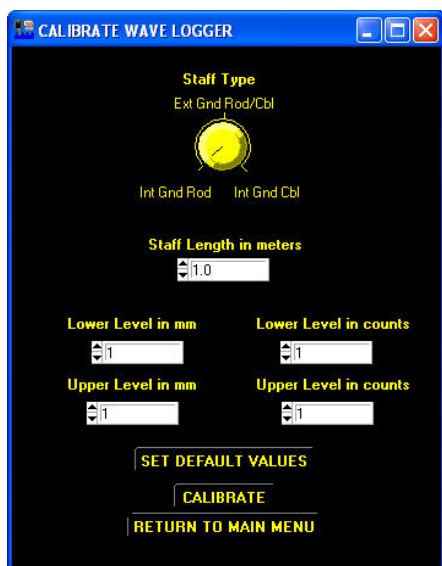 CALIBRATE WAVE LOGGER
Staff Type
Ext Gnd Rod/Cbl
Int Gnd Rod Int Gnd Cbl
Staff Length in meters
1.0
Lower Level in mm Lower Level in counts
1 1
Upper Level in mm Upper Level in counts
1 1
SET DEFAULT VALUES
CALIBRATE
RETURN TO MAIN MENU